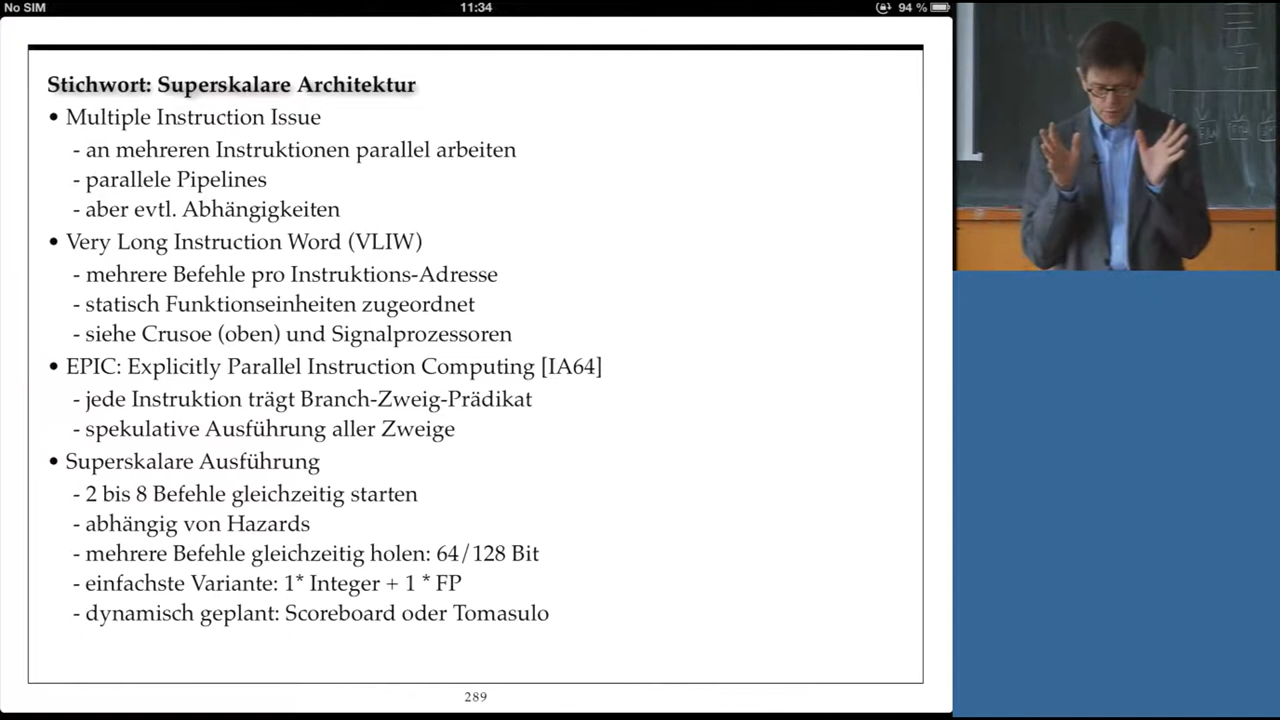 No SIM 11:34 94 %
Stichwort: Superskalare Architektur
• Multiple Instruction Issue
- an mehreren Instruktionen parallel arbeiten
- parallele Pipelines
- aber evtl. Abhängigkeiten
• Very Long Instruction Word (VLIW)
- mehrere Befehle pro Instruktions-Adresse
- statisch Funktionseinheiten zugeordnet
- siehe Crusoe (oben) und Signalprozessoren
• EPIC: Explicitly Parallel Instruction Computing [IA64]
- jede Instruktion trägt Branch-Zweig-Prädikat
- spekulative Ausführung aller Zweige
• Superskalare Ausführung
- 2 bis 8 Befehle gleichzeitig starten
- abhängig von Hazards
- mehrere Befehle gleichzeitig holen: 64/128 Bit
- einfachste Variante: 1* Integer + 1 * FP
- dynamisch geplant: Scoreboard oder Tomasulo
289